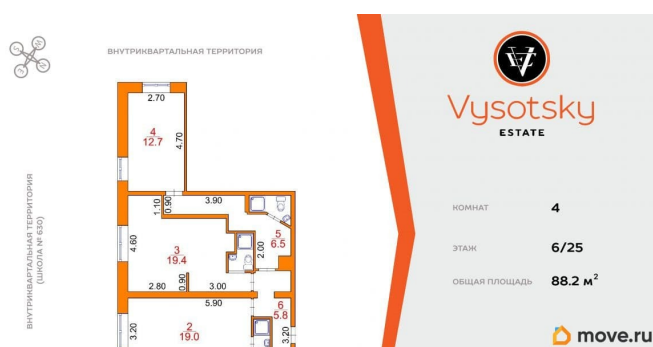 ВНУТРИКВАРТАЛЬНАЯ ТЕРРИТОРИЯ
ВНУТРИКВАРТАЛЬНАЯ ТЕРРИТОРИЯ
(ШКОЛА № 630)
2.70
4
12.7
4.70
3.90
1.10
0.90
5
6.5
2.00
4.60
3
19.4
2.80
0.90
3.00
5.90
6
5.8
3.20
2
19.0
3.20
Vysotsky
ESTATE
КОМНАТ 4
ЭТАЖ 6/25
ОБЩАЯ ПЛОЩАДЬ 88.2 м²
move.ru